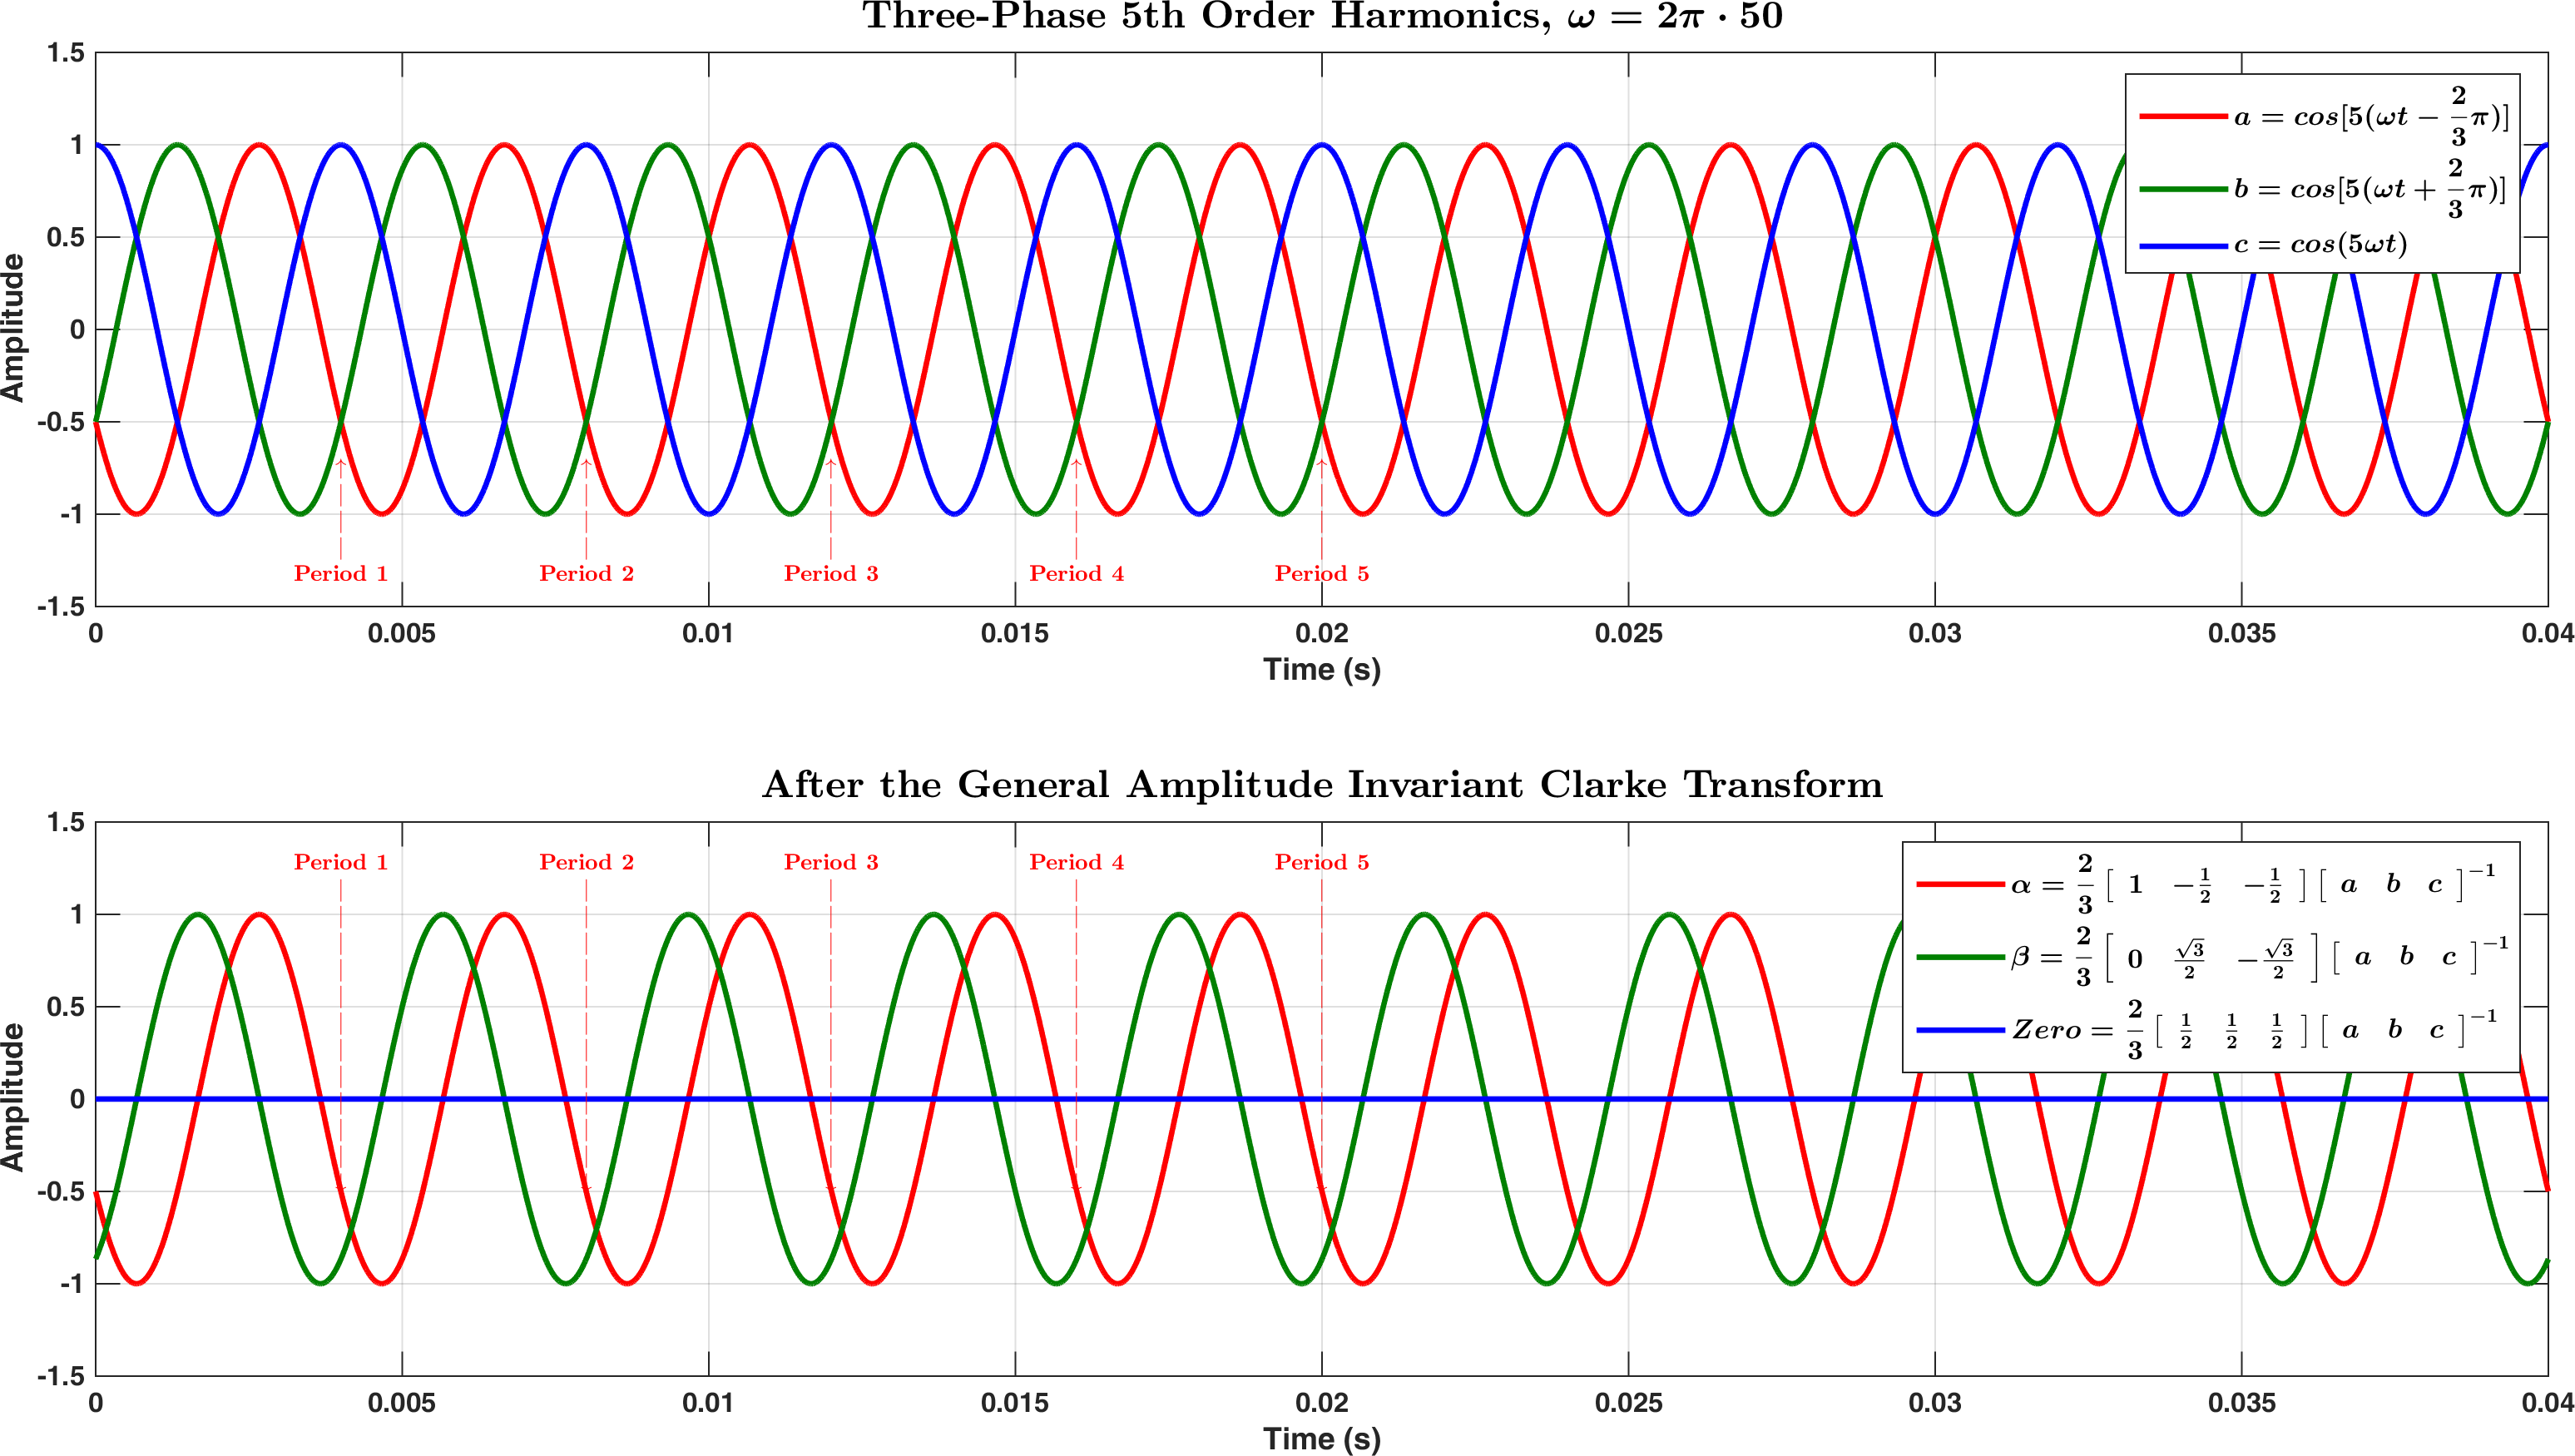 Three-Phase 5th Order Harmonics, ω = 2π · 50
1.5
1
0.5
0
-0.5
-1
-1.5
Amplitude
a = cos[5(ωt − 2/3 π)]
b = cos[5(ωt + 2/3 π)]
c = cos(5ωt)
Period 1 Period 2 Period 3 Period 4 Period 5
0 0.005 0.01 0.015 0.02 0.025 0.03 0.035 0.04
Time (s)
After the General Amplitude Invariant Clarke Transform
1.5
1
0.5
0
-0.5
-1
-1.5
Amplitude
Period 1 Period 2 Period 3 Period 4 Period 5
α = 2/3 [ 1 −1/2 −1/2 ] [ a b c ]⁻¹
β = 2/3 [ 0 √3/2 −√3/2 ] [ a b c ]⁻¹
Zero = 2/3 [ 1/2 1/2 1/2 ] [ a b c ]⁻¹
0 0.005 0.01 0.015 0.02 0.025 0.03 0.035 0.04
Time (s)